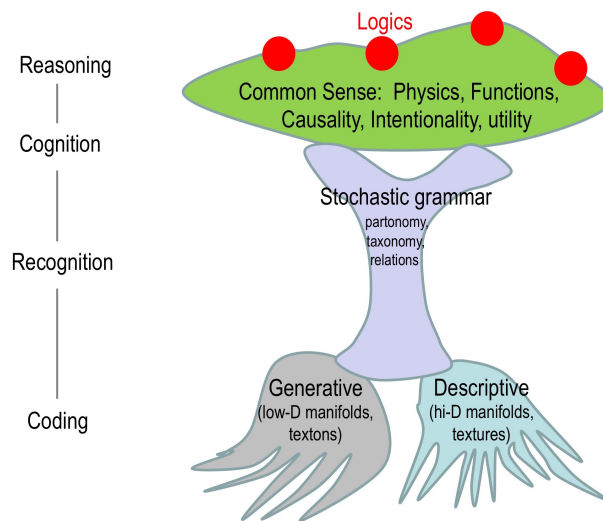 Logics
Reasoning
Common Sense: Physics, Functions,
Causality, Intentionality, utility
Cognition
Stochastic grammar
partonomy,
taxonomy,
relations
Recognition
Generative
(low-D manifolds,
textons)
Descriptive
(hi-D manifolds,
textures)
Coding